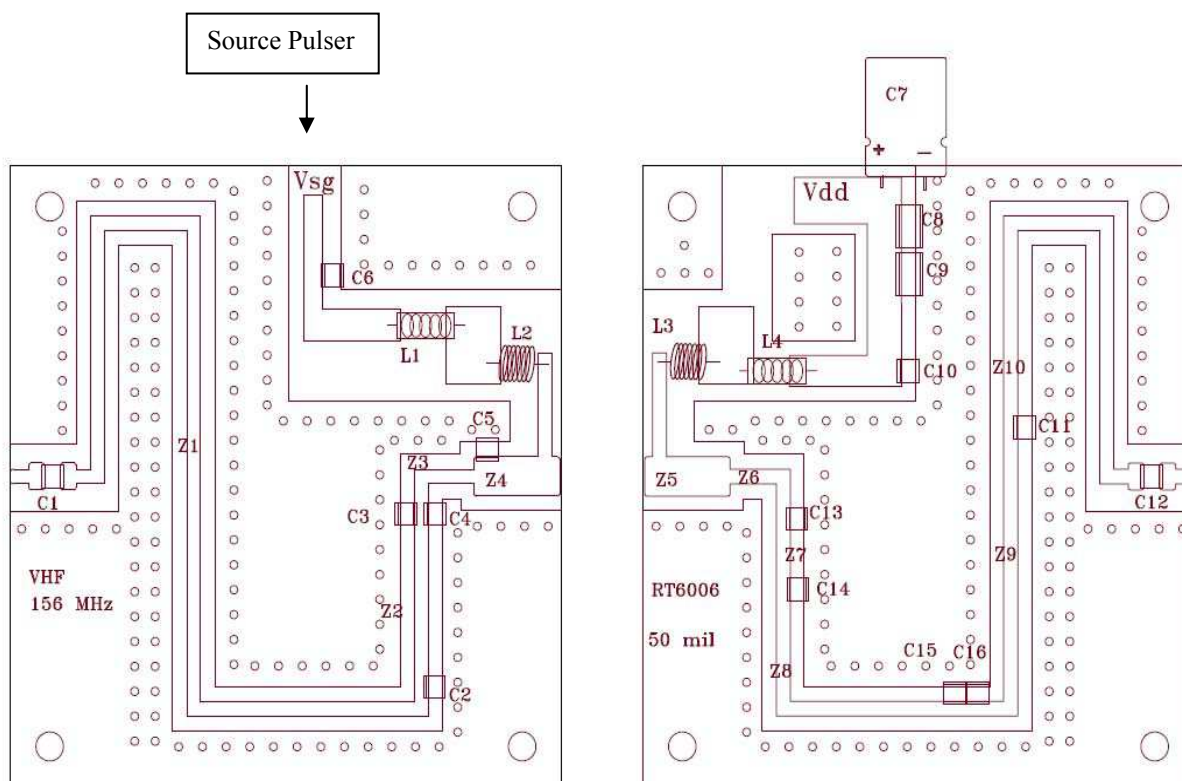 Source Pulser
Vsg
C6
L1
L2
C5
Z1
Z3
Z4
C1
C3
C4
Z2
C2
VHF
156 MHz
C7
+ −
Vdd
C8
C9
L3
L4
C10
Z10
C11
Z5
Z6
C12
C13
Z7
Z9
C14
RT6006
50 mil
C15 C16
Z8